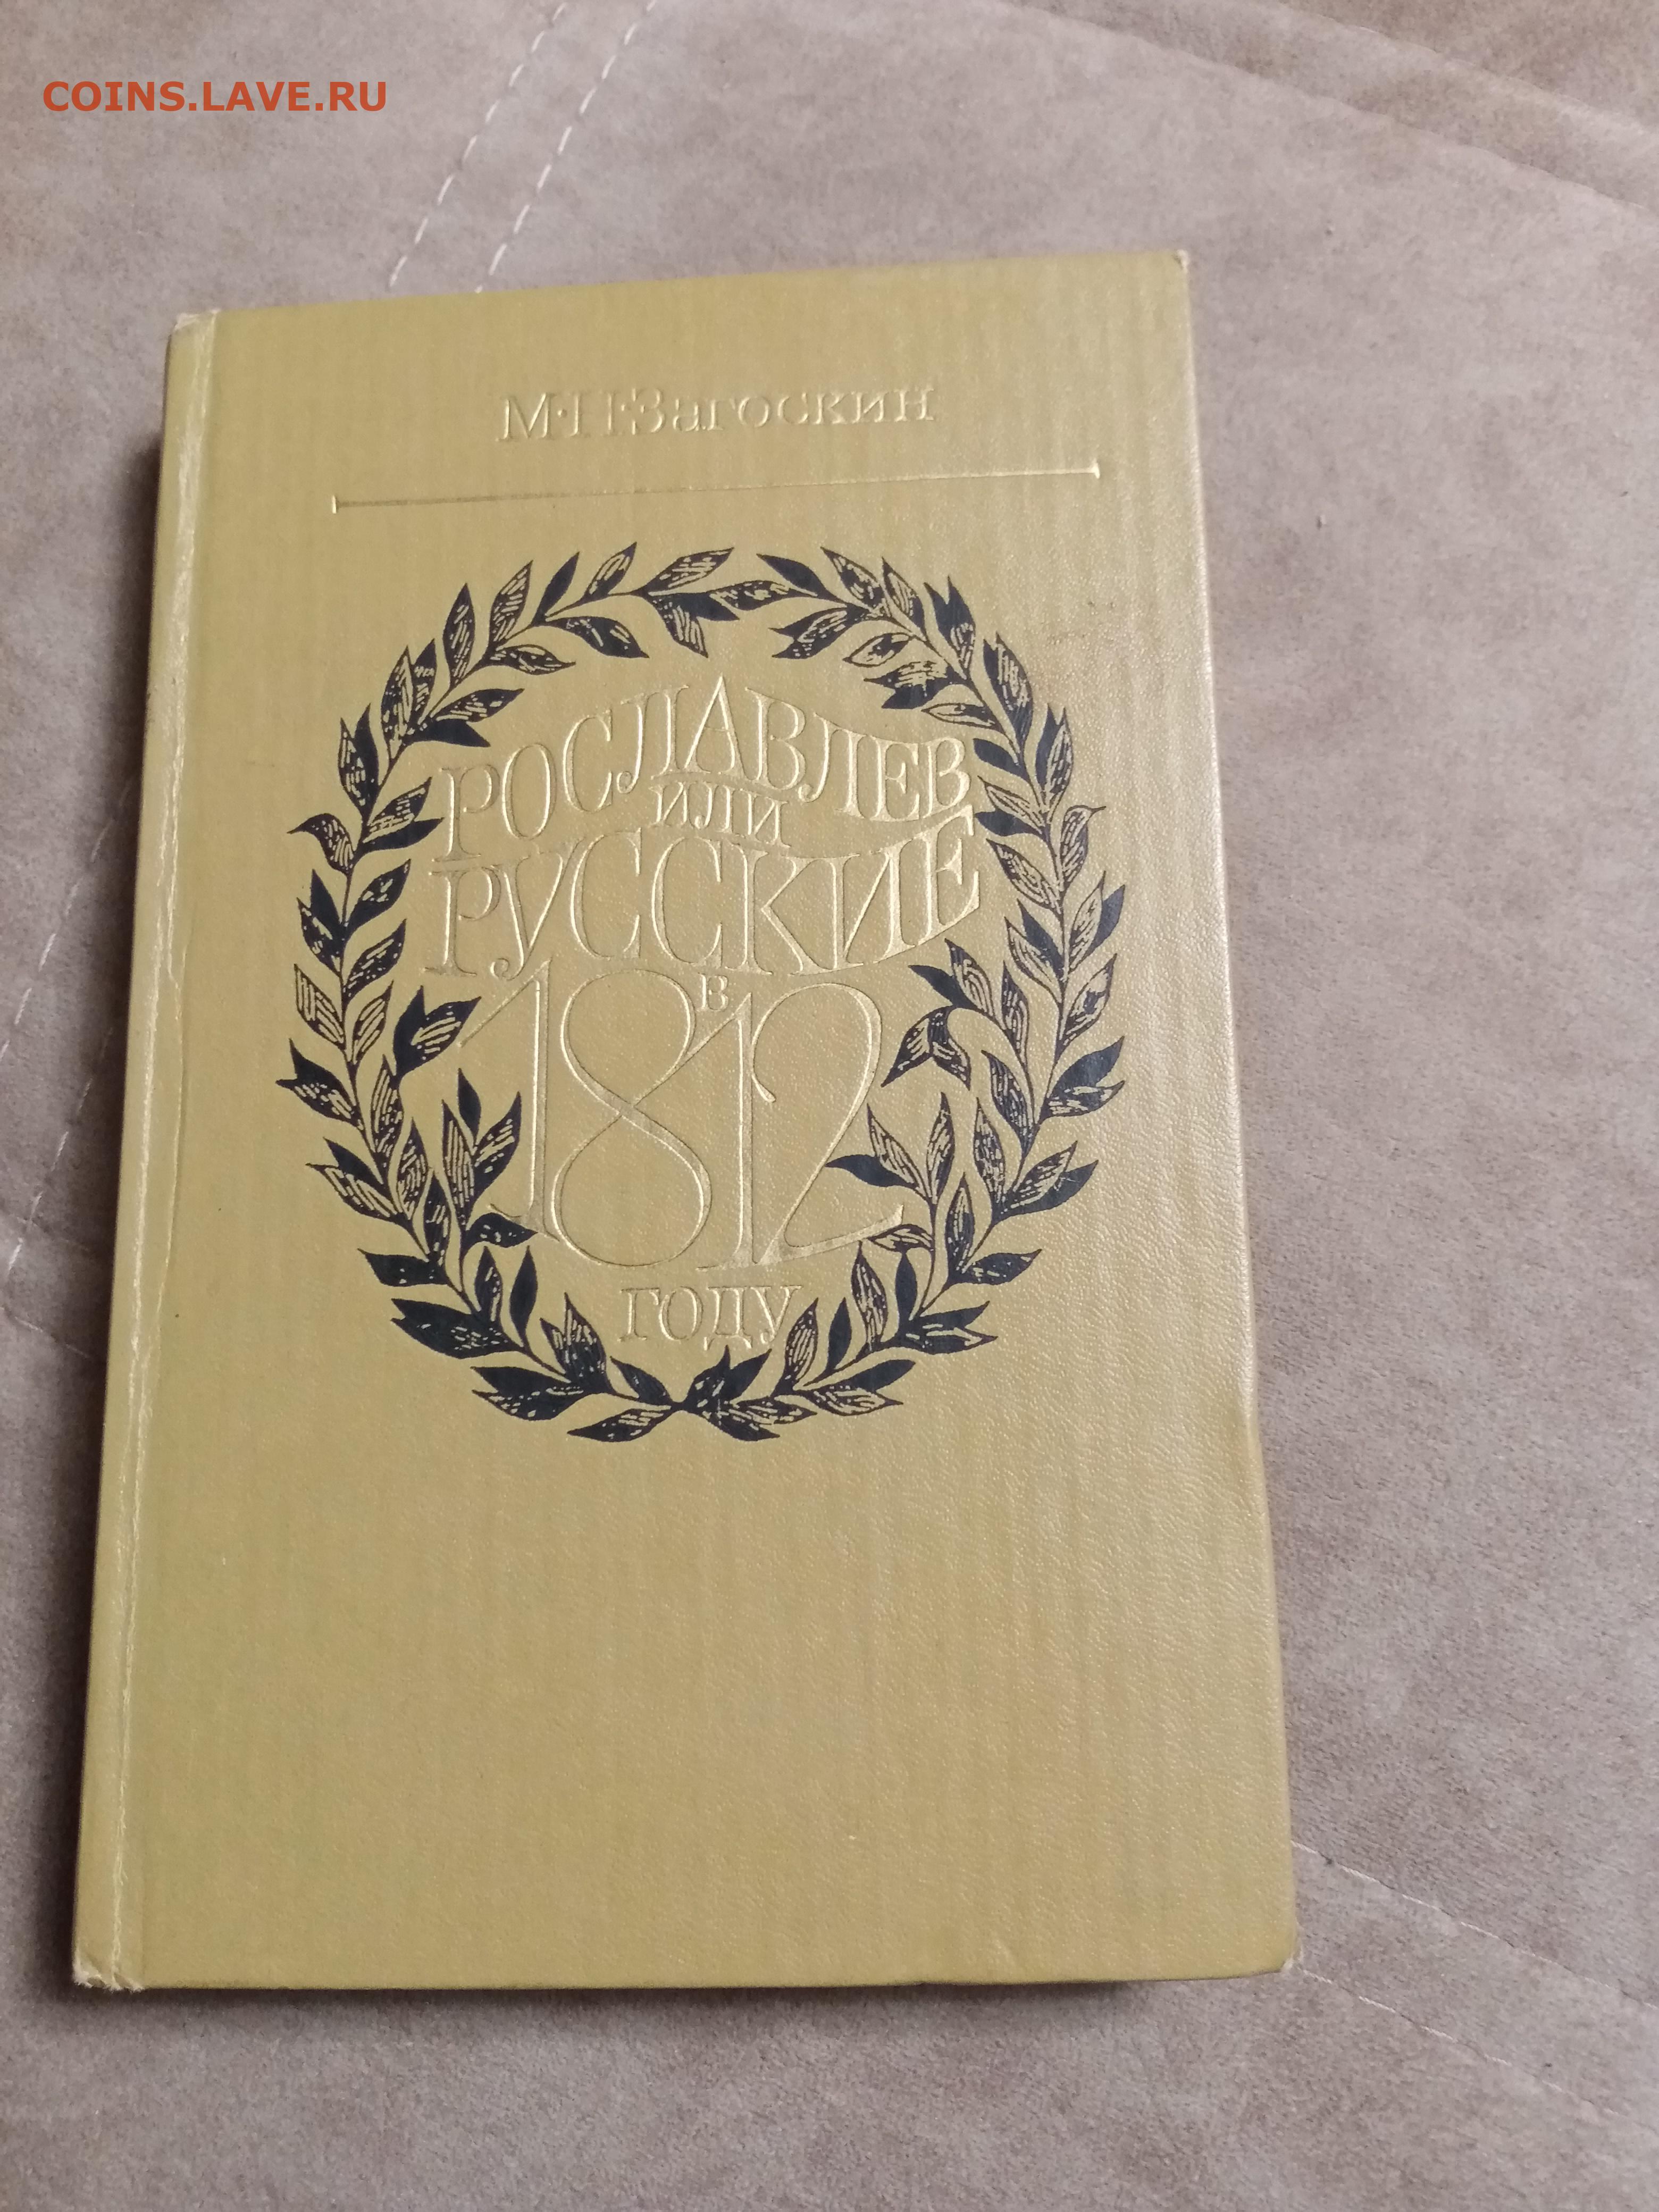 COINS.LAVE.RU
М·Н·Загоскин
РОСЛАВЛЕВ
ИЛИ
РУССКИЕ
В
1812
ГОДУ